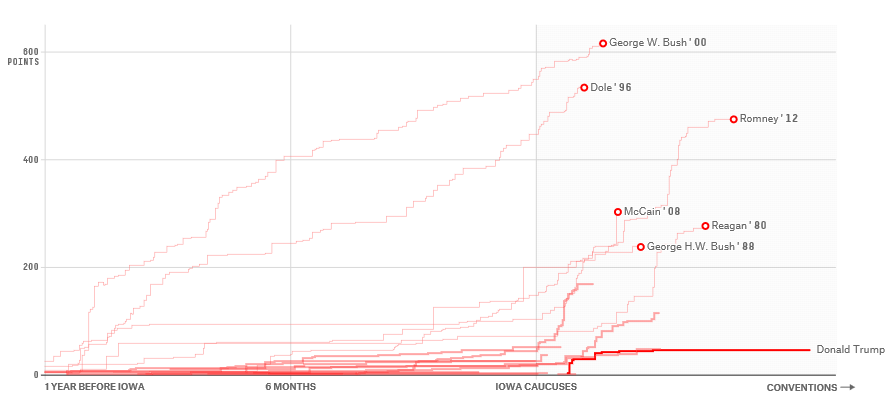 George W. Bush '00
600
POINTS
Dole '96
Romney '12
400
McCain '08
Reagan '80
George H.W. Bush '88
200
Donald Trump
0
1 YEAR BEFORE IOWA
6 MONTHS
IOWA CAUCUSES
CONVENTIONS →